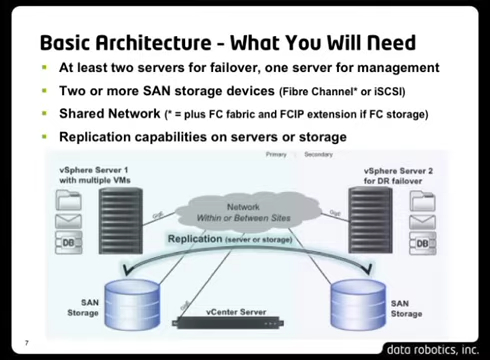 Basic Architecture - What You Will Need
At least two servers for failover, one server for management
Two or more SAN storage devices (Fibre Channel* or iSCSI)
Shared Network (* = plus FC fabric and FCIP extension if FC storage)
Replication capabilities on servers or storage
Primary
Secondary
vSphere Server 1
with multiple VMs
vSphere Server 2
for DR failover
Network
Within or Between Sites
GigE
GigE
DB
DB
Replication (server or storage)
SAN
Storage
GigE
vCenter Server
SAN
Storage
7
data robotics, inc.